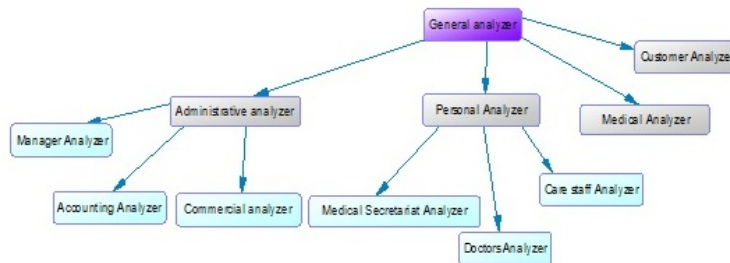 General analyzer
Customer Analyze
Administrative analyzer
Personal Analyzer
Medical Analyzer
Manager Analyzer
Care staff Analyzer
Accounting Analyzer
Commercial analyzer
Medical Secretariat Analyzer
Doctors Analyzer